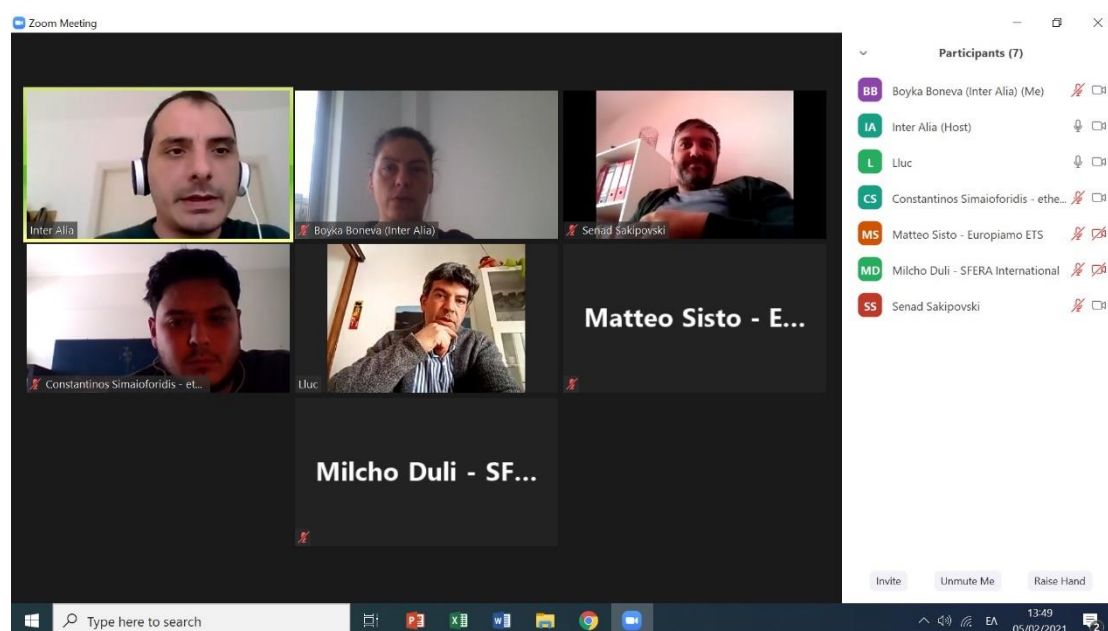 Zoom Meeting
Inter Alia
Boyka Boneva (Inter Alia)
Senad Sakipovski
Constantinos Simaioforidis - et...
Lluc
Matteo Sisto - E...
Milcho Duli - SF...
Participants (7)
BB Boyka Boneva (Inter Alia) (Me)
IA Inter Alia (Host)
L Lluc
CS Constantinos Simaioforidis - ethe...
MS Matteo Sisto - Europiamo ETS
MD Milcho Duli - SFERA International
SS Senad Sakipovski
Invite Unmute Me Raise Hand
Type here to search
ΕΛ
13:49
05/02/2021
2